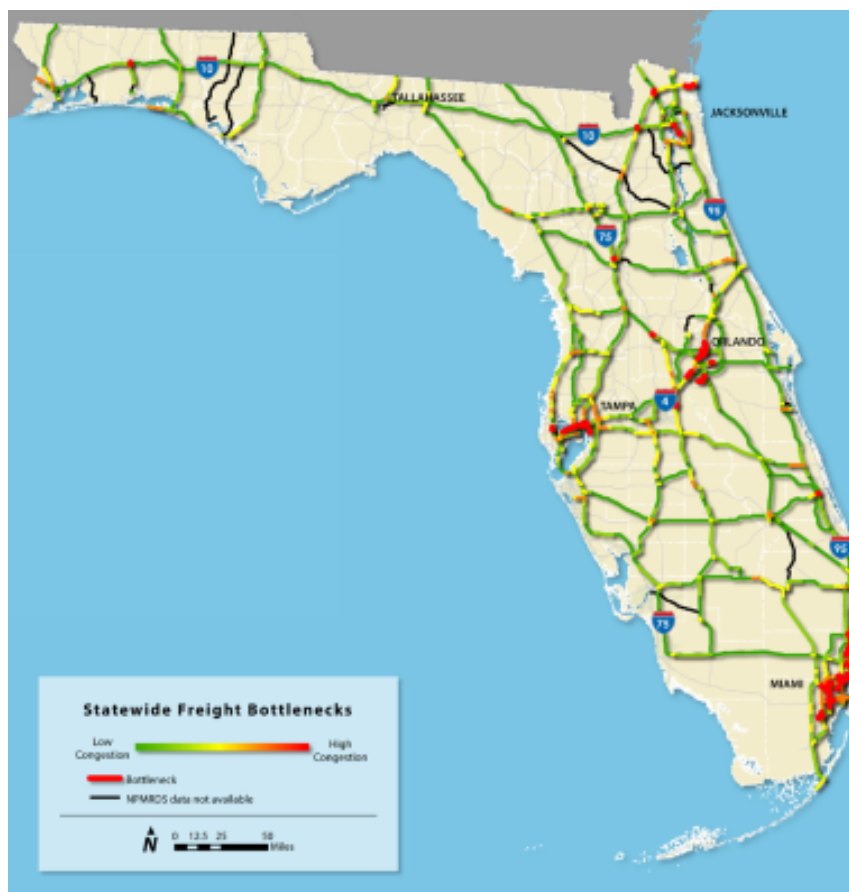 10
TALLAHASSEE
JACKSONVILLE
10
95
75
ORLANDO
4
TAMPA
95
75
MIAMI
Statewide Freight Bottlenecks
Low
Congestion
High
Congestion
Bottleneck
NPMRDS data not available
N
0 12.5 25 50
Miles